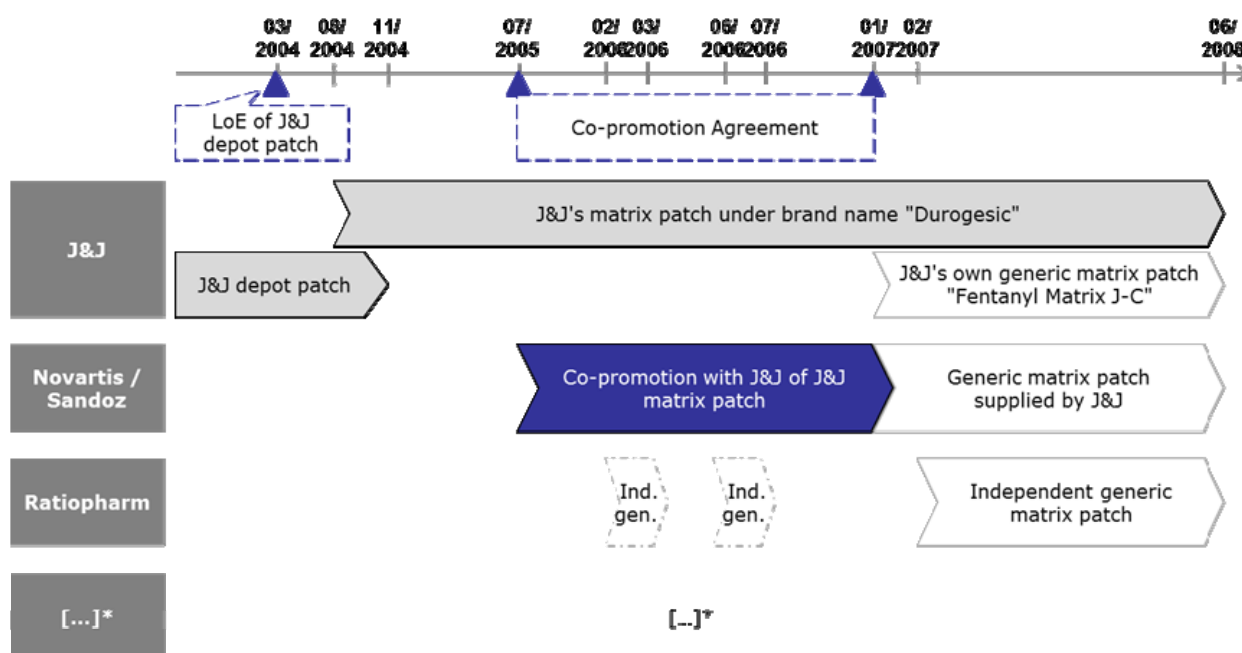 03/ 08/ 11/ 07/ 02/ 03/ 06/ 07/ 01/ 02/ 06/
2004 2004 2004 2005 2006 2006 2006 2006 2007 2007 2008
LoE of J&J
depot patch
Co-promotion Agreement
J&J
J&J's matrix patch under brand name "Durogesic"
J&J depot patch
J&J's own generic matrix patch
"Fentanyl Matrix J-C"
Novartis /
Sandoz
Co-promotion with J&J of J&J
matrix patch
Generic matrix patch
supplied by J&J
Ratiopharm
Ind.
gen.
Ind.
gen.
Independent generic
matrix patch
[...]*
[...]*